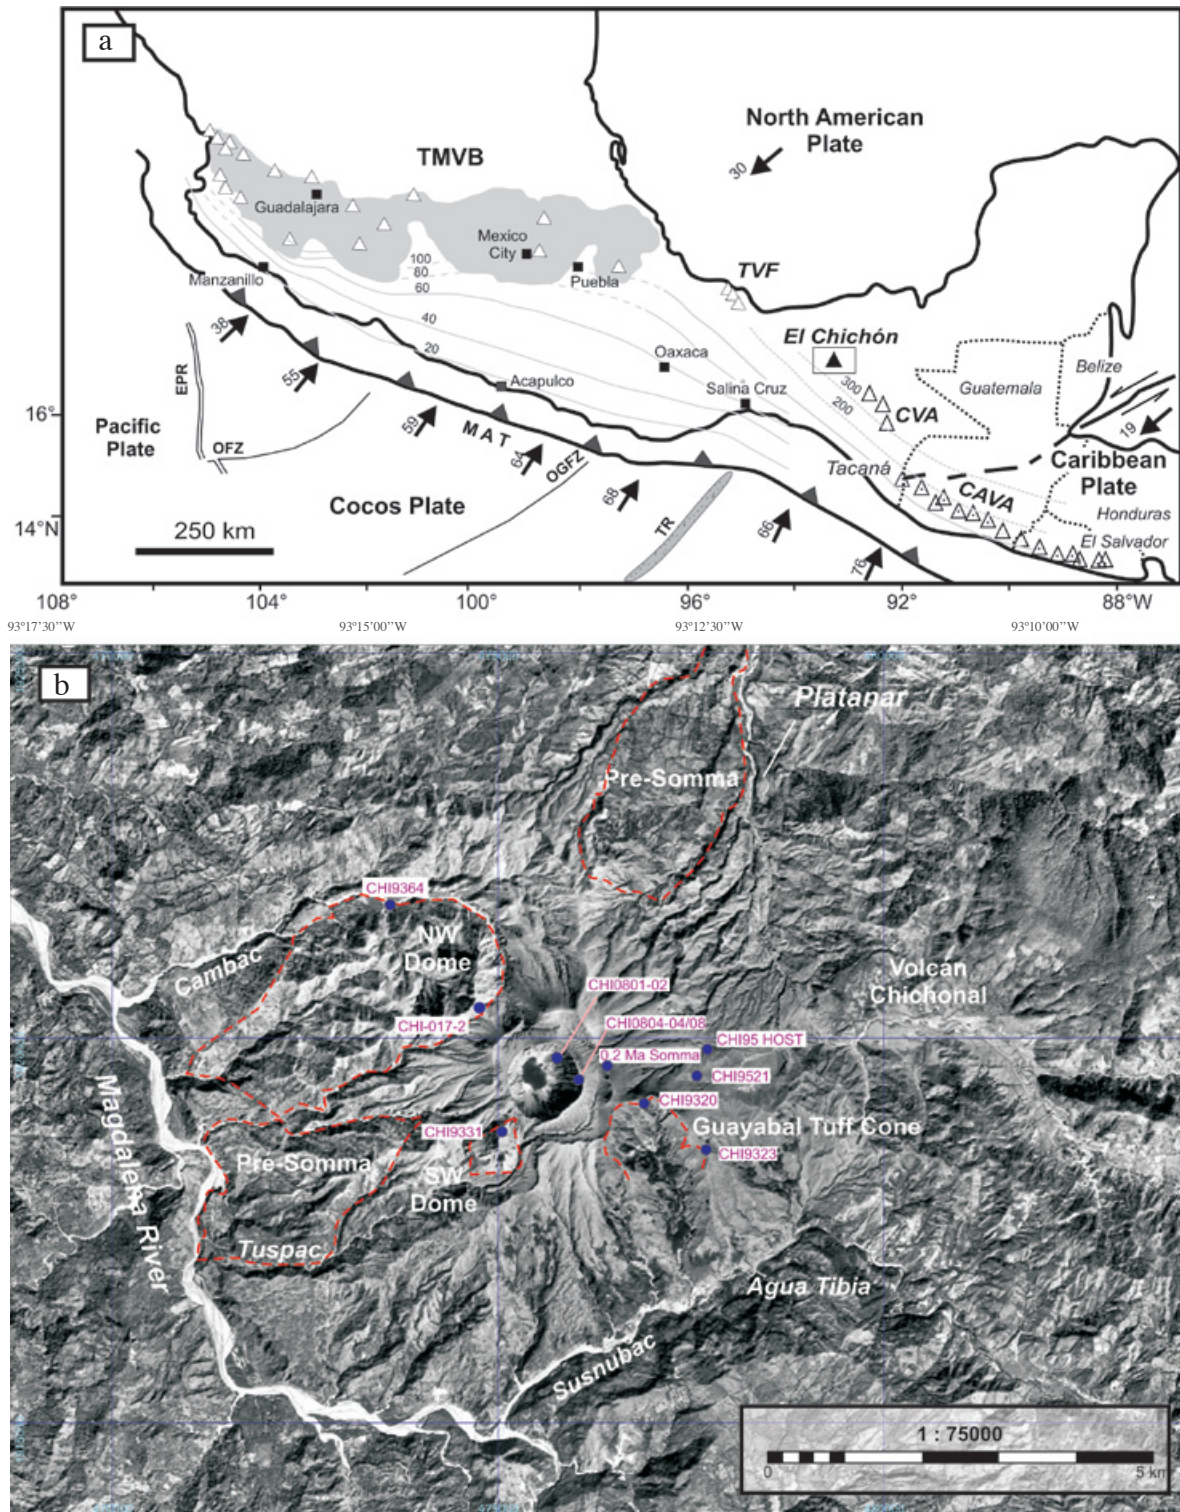 a
North American
Plate
30
TMVB
Guadalajara
Mexico
City
TVF
100
80
60
Puebla
Manzanillo
El Chichón
40
20
38
Oaxaca
Belize
Guatemala
EPR
55
Acapulco
Salina Cruz
300
200
CVA
16°
59
19
Pacific
Plate
MAT
OFZ
64
Tacaná
Caribbean
Plate
OGFZ
68
CAVA
Cocos Plate
Honduras
14°N
250 km
TR
66
El Salvador
76
108°
104°
100°
96°
92°
88°W
93°17'30''W
93°15'00''W
93°12'30''W
93°10'00''W
b
Platanar
Pre-Somma
CHI9364
NW
Dome
Cambac
Volcan
Chichonal
CHI0801-02
CHI-017-2
CHI0804-04/08
CHI95 HOST
0.2 Ma Somma
CHI9521
Magdalena River
CHI9320
CHI9331
Guayabal Tuff Cone
CHI9323
Pre-Somma
SW
Dome
Tuspac
Agua Tibia
Susnubac
1 : 75000
0
5 km